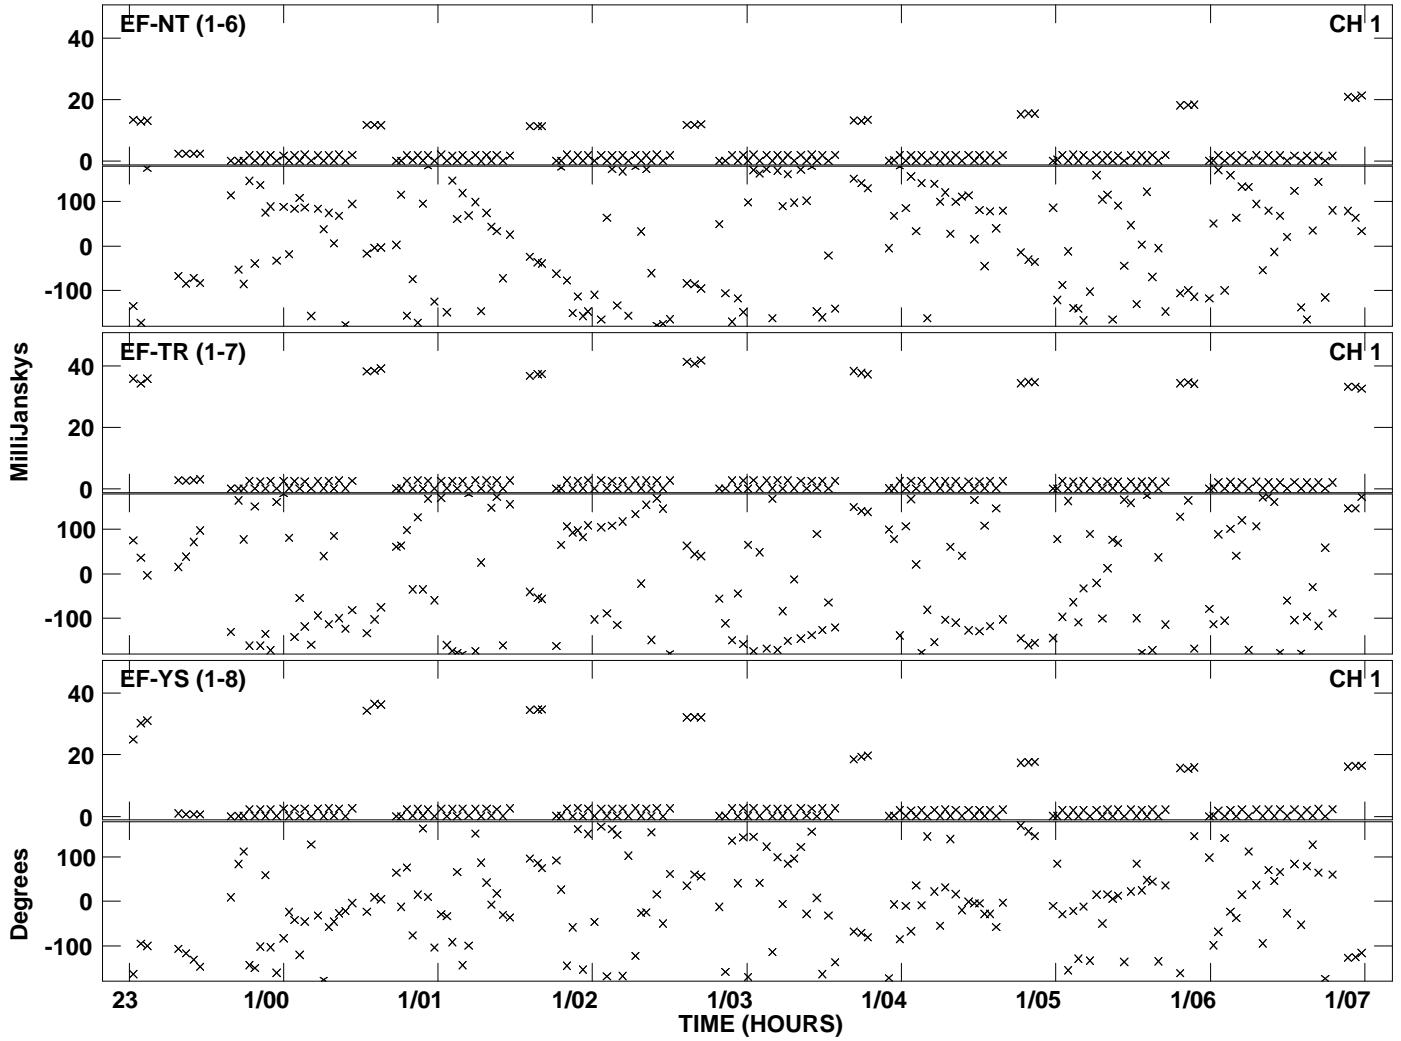 EF-NT (1-6) CH 1
40
20
0
100
0
-100
EF-TR (1-7) CH 1
40
20
0
100
0
-100
EF-YS (1-8) CH 1
40
20
0
100
0
-100
MilliJanskys
Degrees
23 1/00 1/01 1/02 1/03 1/04 1/05 1/06 1/07
TIME (HOURS)